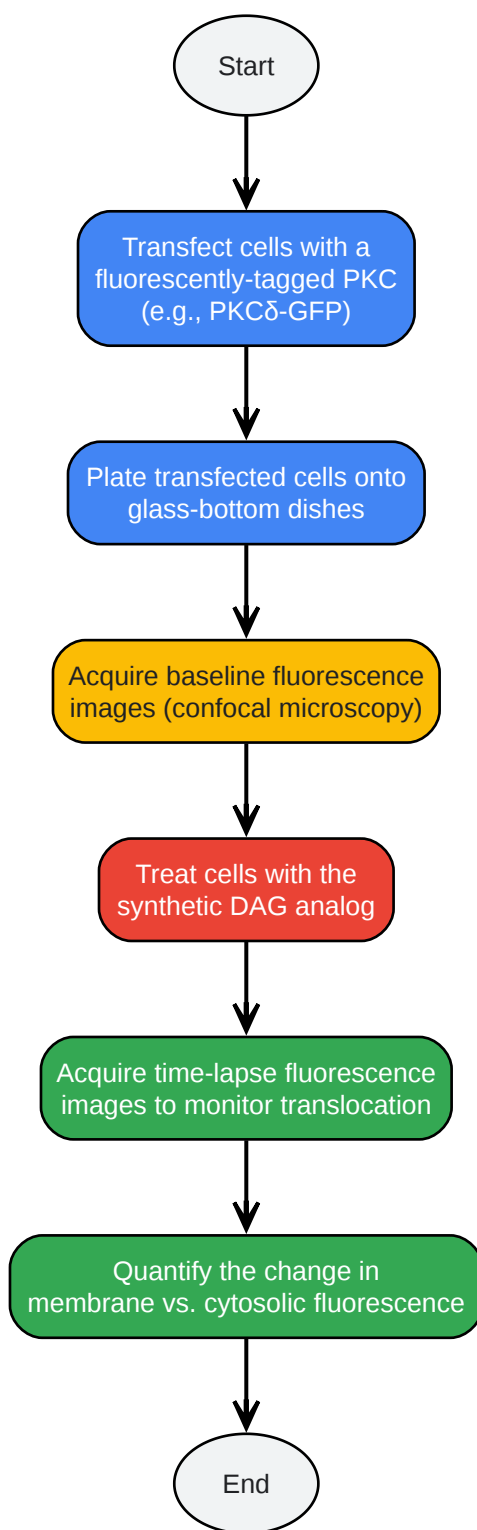 Start
Transfect cells with a
fluorescently-tagged PKC
(e.g., PKCδ-GFP)
Plate transfected cells onto
glass-bottom dishes
Acquire baseline fluorescence
images (confocal microscopy)
Treat cells with the
synthetic DAG analog
Acquire time-lapse fluorescence
images to monitor translocation
Quantify the change in
membrane vs. cytosolic fluorescence
End